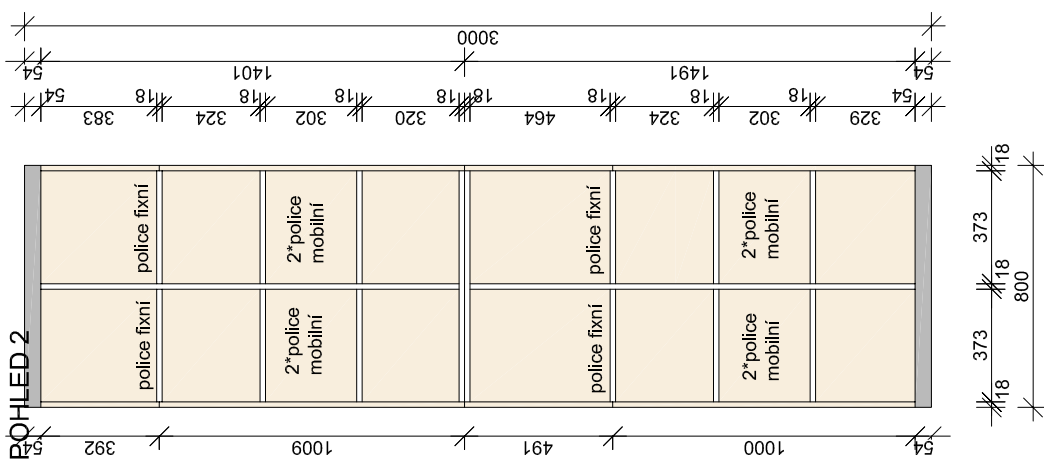 3000
54 1401 1491 54
54 383 18 324 18 302 18 320 18 18 464 18 324 18 302 18 329 54
POHLED 2
police fixní
2*police
mobilní
police fixní
2*police
mobilní
police fixní
2*police
mobilní
police fixní
2*police
mobilní
18
373
18
373
18
800
54 392 1009 491 1000 54